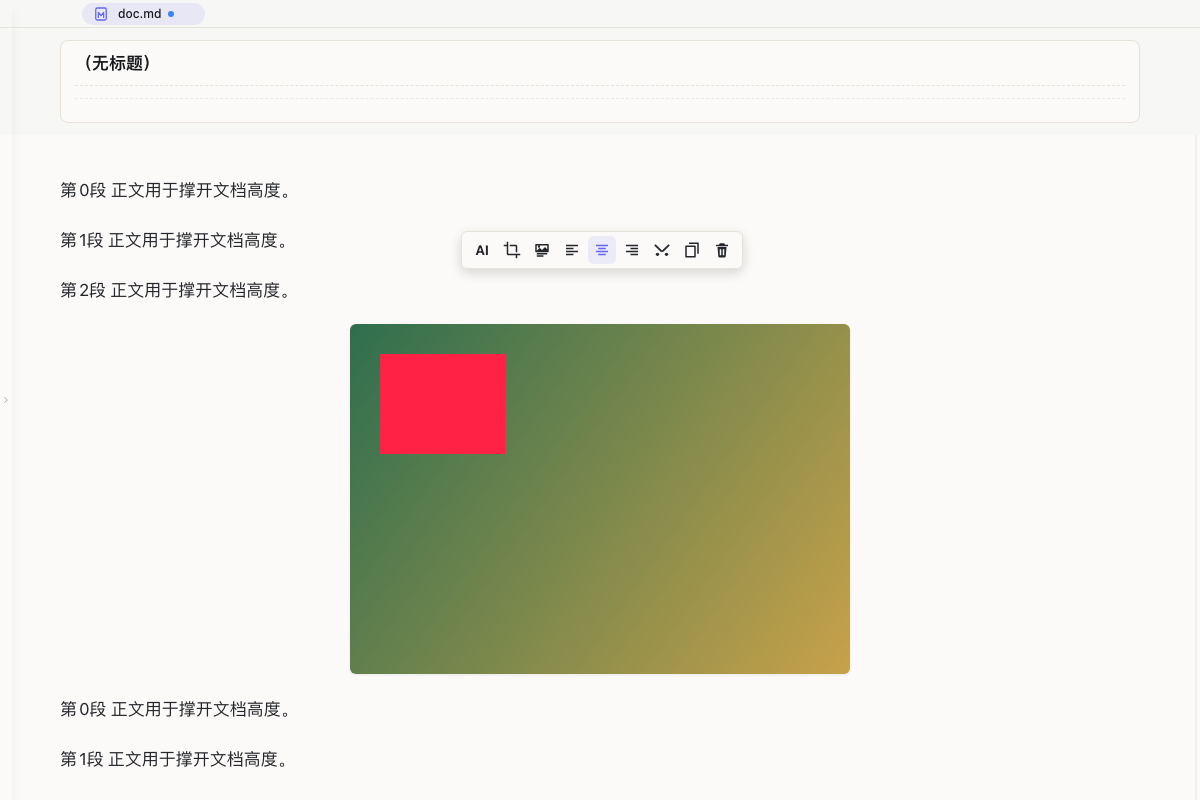 doc.md
（无标题）
第0段 正文用于撑开文档高度。
第1段 正文用于撑开文档高度。
AI
第2段 正文用于撑开文档高度。
第0段 正文用于撑开文档高度。
第1段 正文用于撑开文档高度。